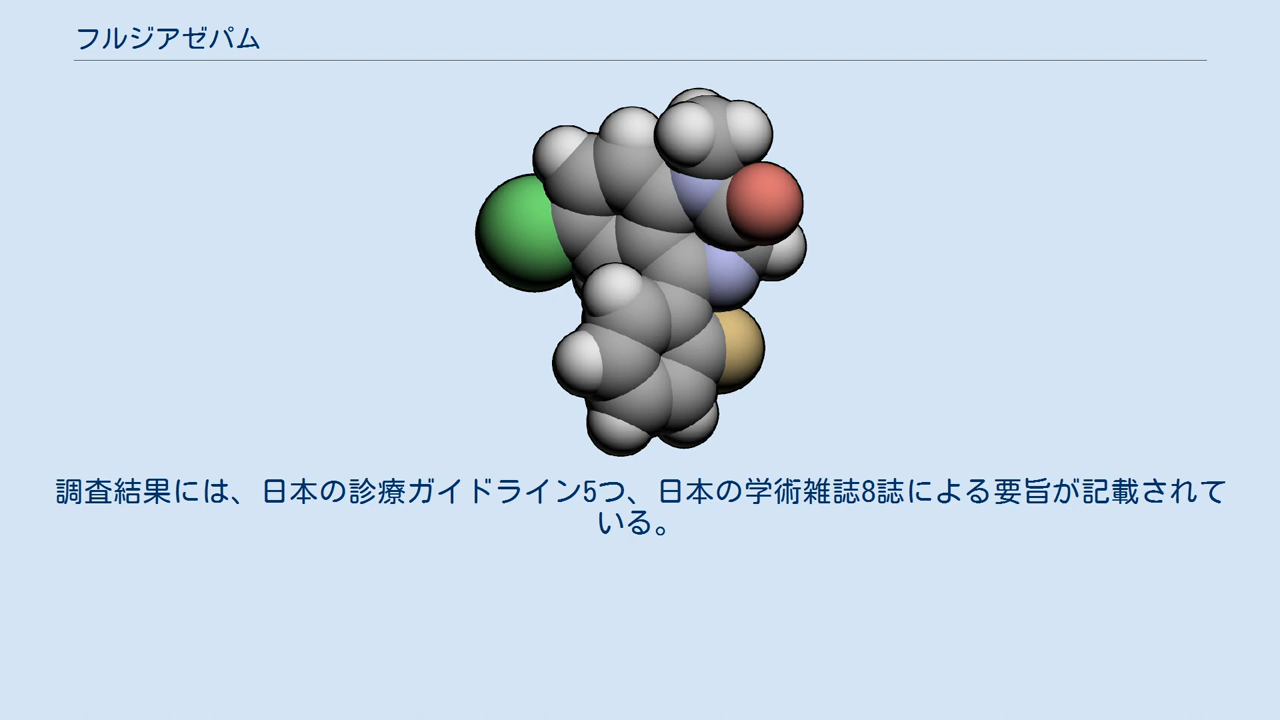 フルジアゼパム
調査結果には、日本の診療ガイドライン5つ、日本の学術雑誌8誌による要旨が記載されて
いる。